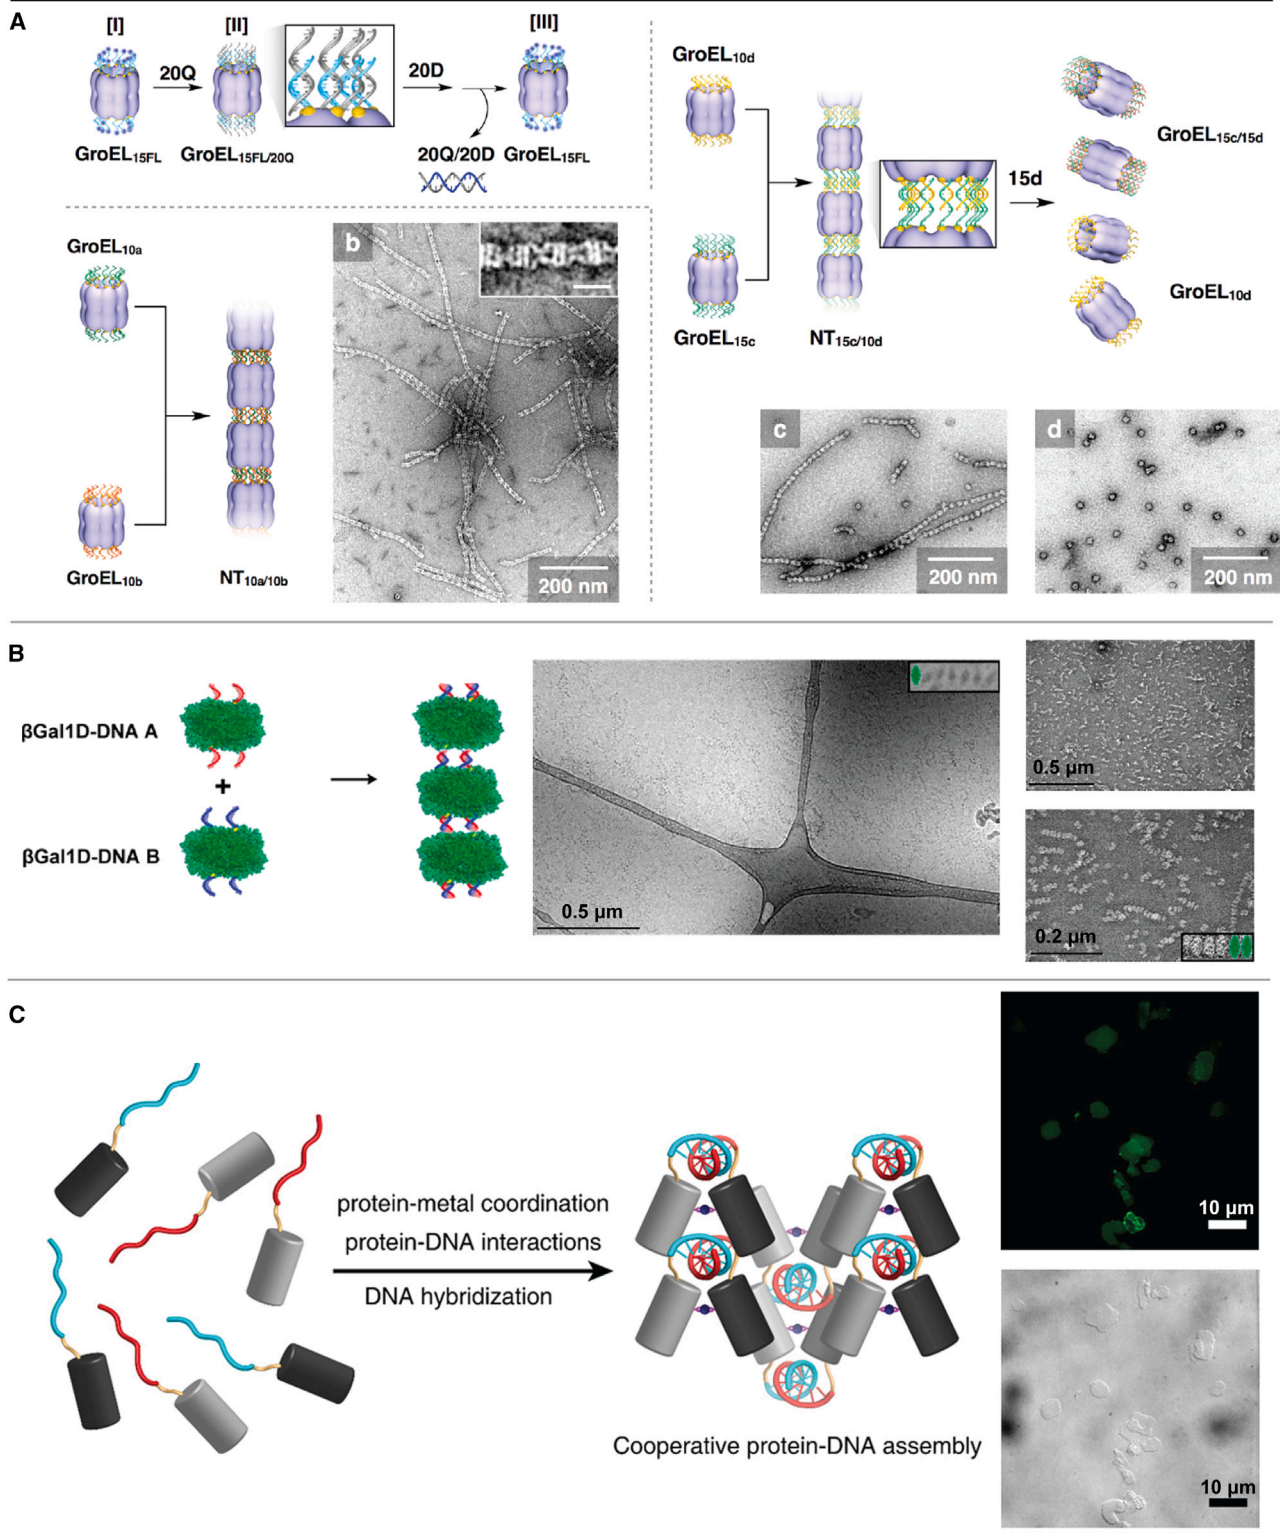 A
[I]
[II]
[III]
20Q
20D
GroEL15FL
GroEL15FL/20Q
20Q/20D
GroEL15FL
GroEL10a
GroEL10b
NT10a/10b
b
200 nm
GroEL10d
GroEL15c
NT15c/10d
15d
GroEL15c/15d
GroEL10d
c
200 nm
d
200 nm
B
βGal1D-DNA A
+
βGal1D-DNA B
0.5 μm
0.5 μm
0.2 μm
C
protein-metal coordination
protein-DNA interactions
DNA hybridization
Cooperative protein-DNA assembly
10 μm
10 μm